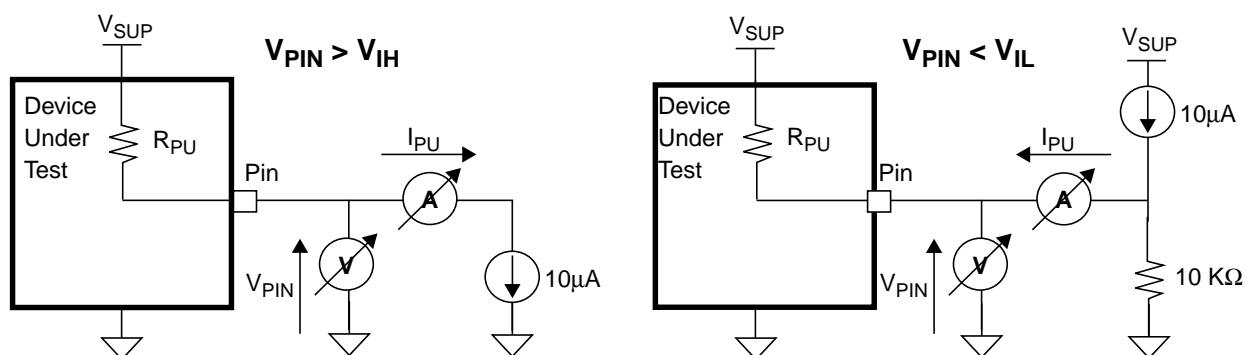 V_SUP
V_PIN > V_IH
Device
Under
Test
R_PU
Pin
I_PU
A
V
V_PIN
10μA
V_SUP
V_PIN < V_IL
V_SUP
Device
Under
Test
R_PU
Pin
I_PU
10μA
A
V
V_PIN
10 KΩ